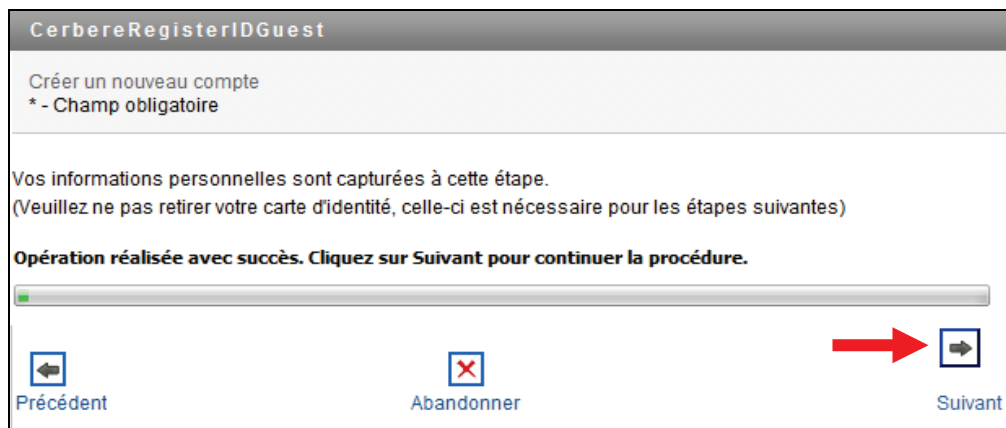 CerbereRegisterIDGuest
Créer un nouveau compte
* - Champ obligatoire
Vos informations personnelles sont capturées à cette étape.
(Veuillez ne pas retirer votre carte d'identité, celle-ci est nécessaire pour les étapes suivantes)
Opération réalisée avec succès. Cliquez sur Suivant pour continuer la procédure.
Précédent
Abandonner
Suivant